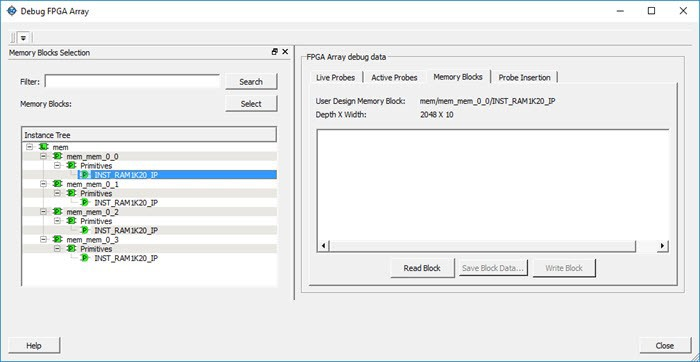 Debug FPGA Array
Memory Blocks Selection
Filter:
Search
Memory Blocks:
Select
Instance Tree
mem
mem_mem_0_0
Primitives
INST_RAM1K20_IP
mem_mem_0_1
Primitives
INST_RAM1K20_IP
mem_mem_0_2
Primitives
INST_RAM1K20_IP
mem_mem_0_3
Primitives
INST_RAM1K20_IP
FPGA Array debug data
Live Probes
Active Probes
Memory Blocks
Probe Insertion
User Design Memory Block: mem/mem_mem_0_0/INST_RAM1K20_IP
Depth X Width: 2048 X 10
Read Block
Save Block Data...
Write Block
Help
Close